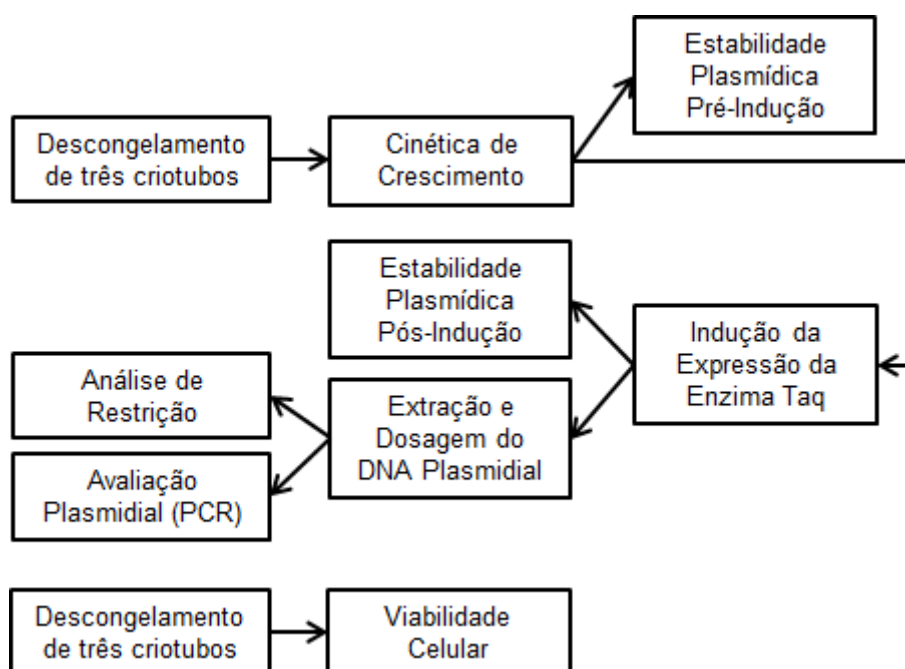 Estabilidade
Plasmídica
Pré-Indução
Descongelamento
de três criotubos
Cinética de
Crescimento
Estabilidade
Plasmídica
Pós-Indução
Indução da
Expressão da
Enzima Taq
Análise de
Restrição
Extração e
Dosagem do
DNA Plasmidial
Avaliação
Plasmidial (PCR)
Descongelamento
de três criotubos
Viabilidade
Celular